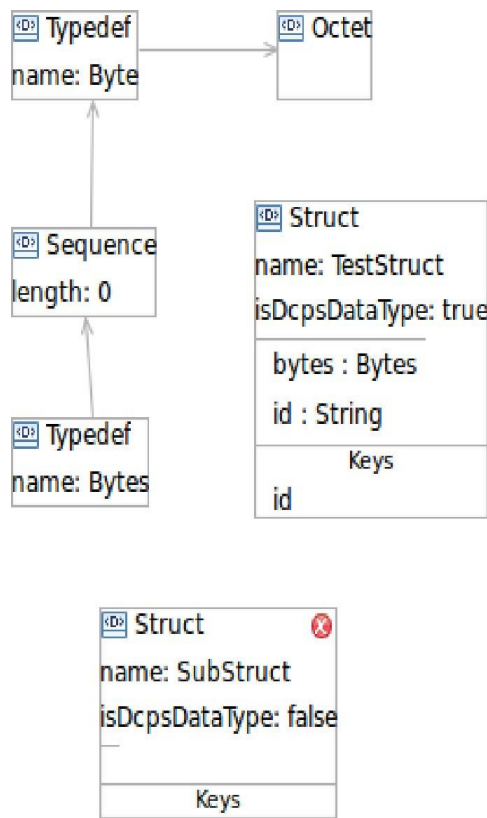 Typedef
name: Byte
Octet
Sequence
length: 0
Typedef
name: Bytes
Struct
name: TestStruct
isDcpsDataType: true
bytes : Bytes
id : String
Keys
id
Struct
name: SubStruct
isDcpsDataType: false
Keys